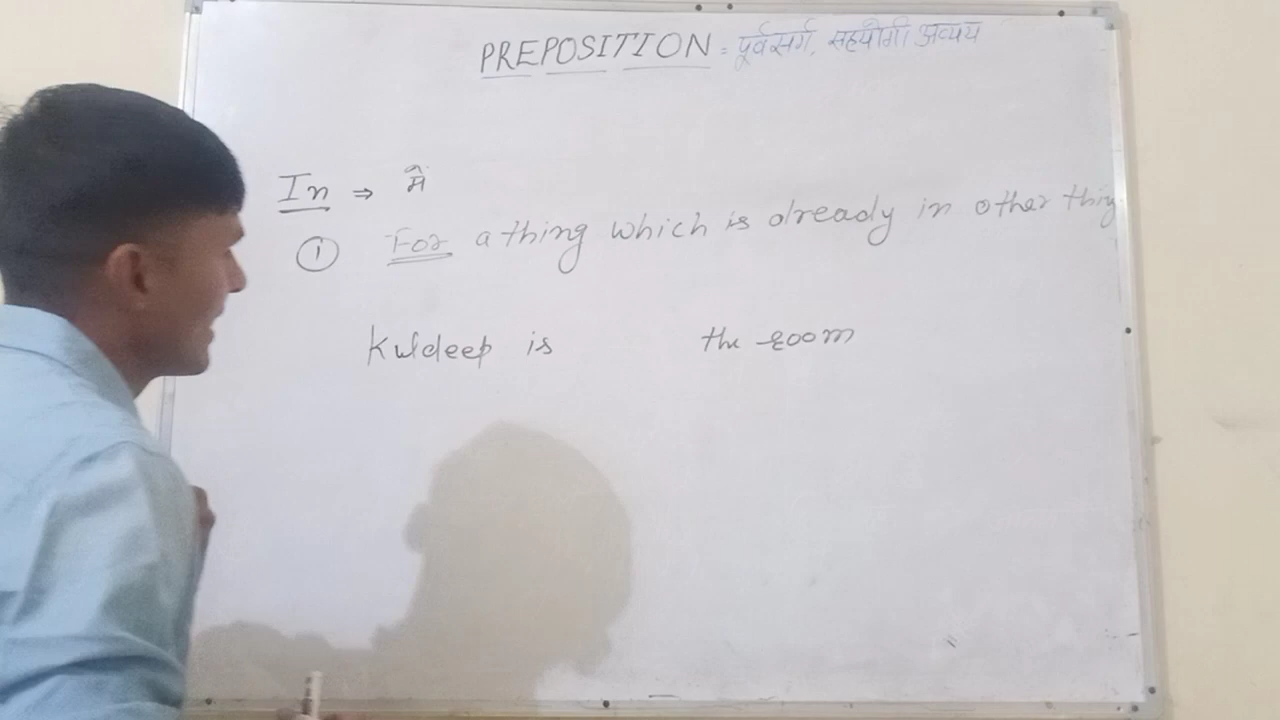 PREPOSITION = पूर्वसर्ग, सहयोगी अव्यय
In ⇒ में
① For a thing which is already in other thing
Kuldeep is the room